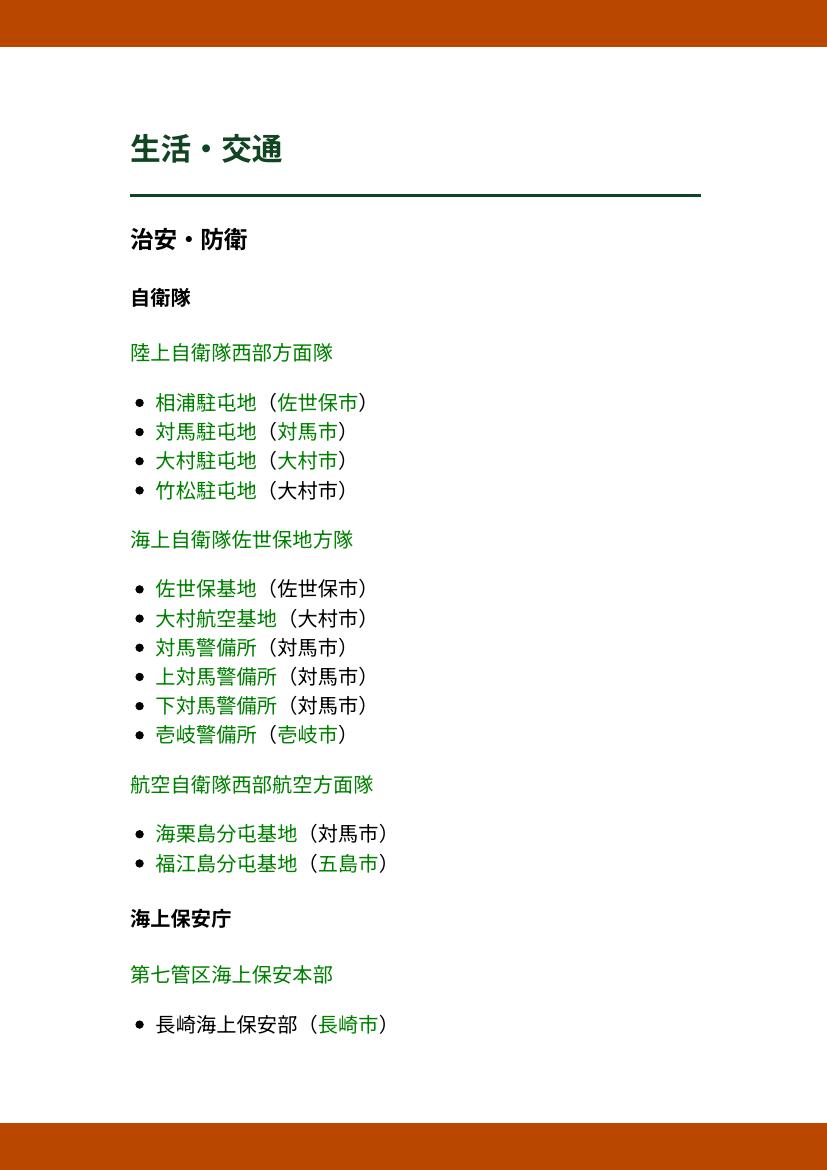 生活・交通
治安・防衛
自衛隊
陸上自衛隊西部方面隊
相浦駐屯地（佐世保市）
対馬駐屯地（対馬市）
大村駐屯地（大村市）
竹松駐屯地（大村市）
海上自衛隊佐世保地方隊
佐世保基地（佐世保市）
大村航空基地（大村市）
対馬警備所（対馬市）
上対馬警備所（対馬市）
下対馬警備所（対馬市）
壱岐警備所（壱岐市）
航空自衛隊西部航空方面隊
海栗島分屯基地（対馬市）
福江島分屯基地（五島市）
海上保安庁
第七管区海上保安本部
長崎海上保安部（長崎市）